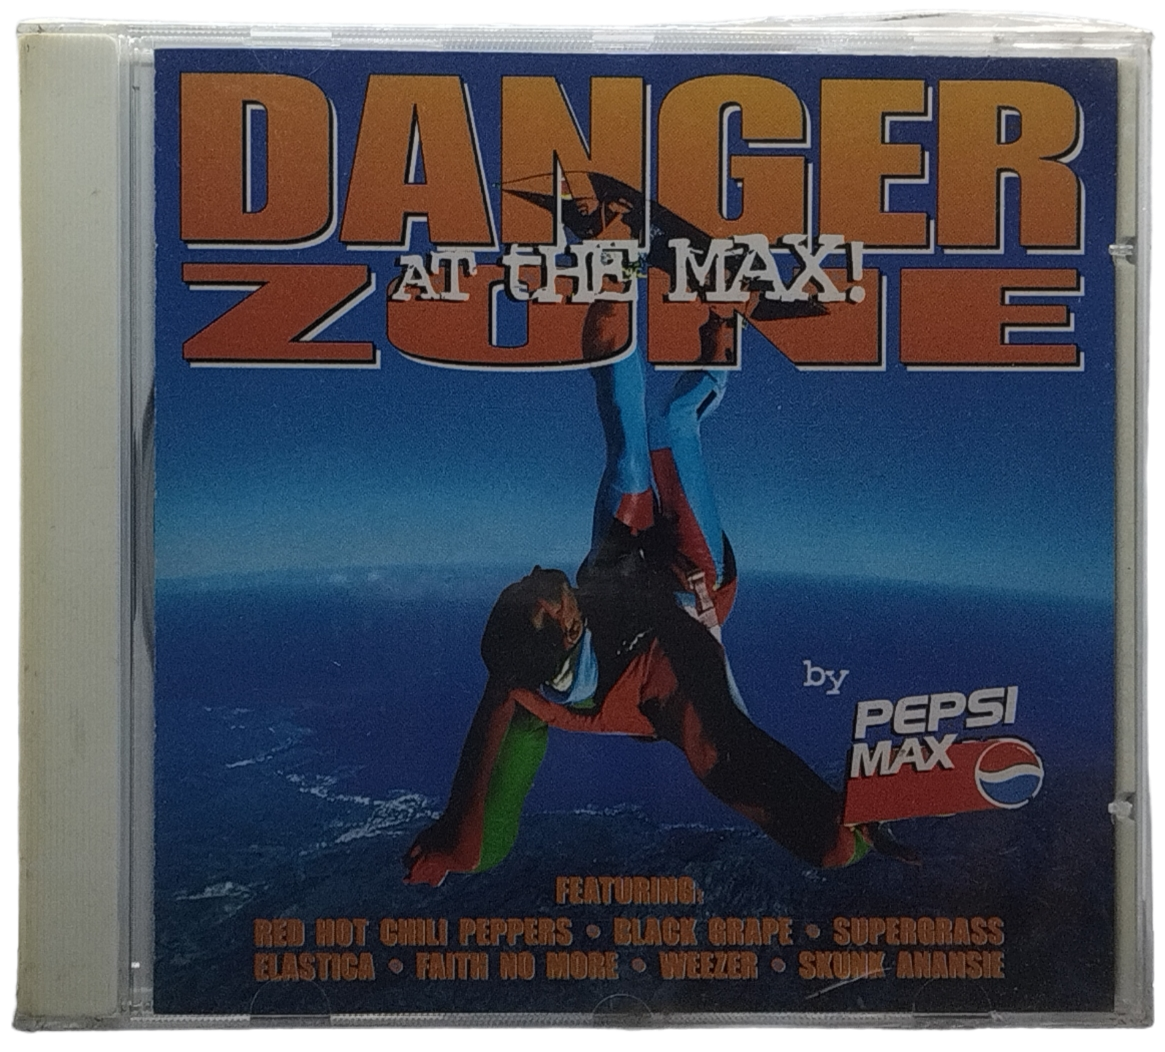 DANGER
AT tHE MAX!
ZONE
by
PEPSI
MAX
FEATURING:
RED HOT CHILI PEPPERS • BLACK GRAPE • SUPERGRASS
ELASTICA • FAITH NO MORE • WEEZER • SKUNK ANANSIE